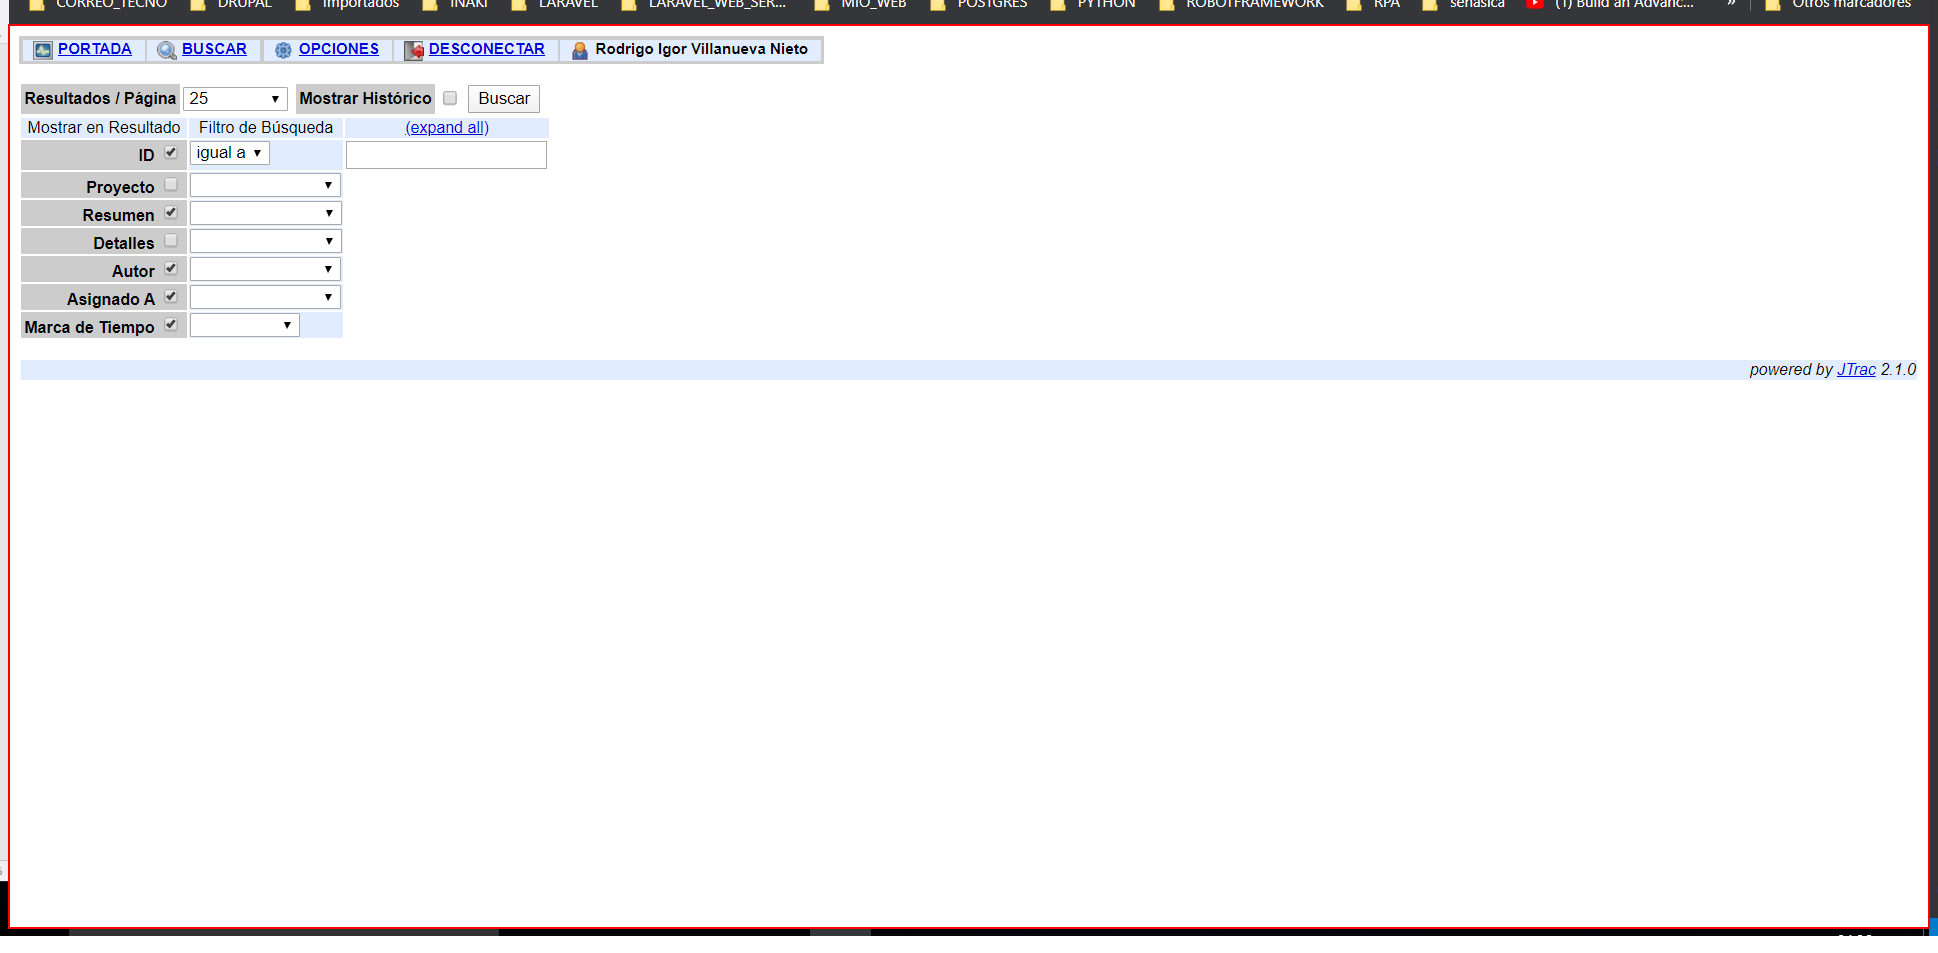 CORREO_TECNO DRUPAL Importados IÑAKI LARAVEL LARAVEL_WEB_SER... MIO_WEB POSTGRES PYTHON ROBOTFRAMEWORK RPA senasica (1) Build an Advanc... » Otros marcadores
PORTADA BUSCAR OPCIONES DESCONECTAR Rodrigo Igor Villanueva Nieto
Resultados / Página 25 Mostrar Histórico Buscar
Mostrar en Resultado Filtro de Búsqueda (expand all)
ID igual a
Proyecto
Resumen
Detalles
Autor
Asignado A
Marca de Tiempo
powered by JTrac 2.1.0